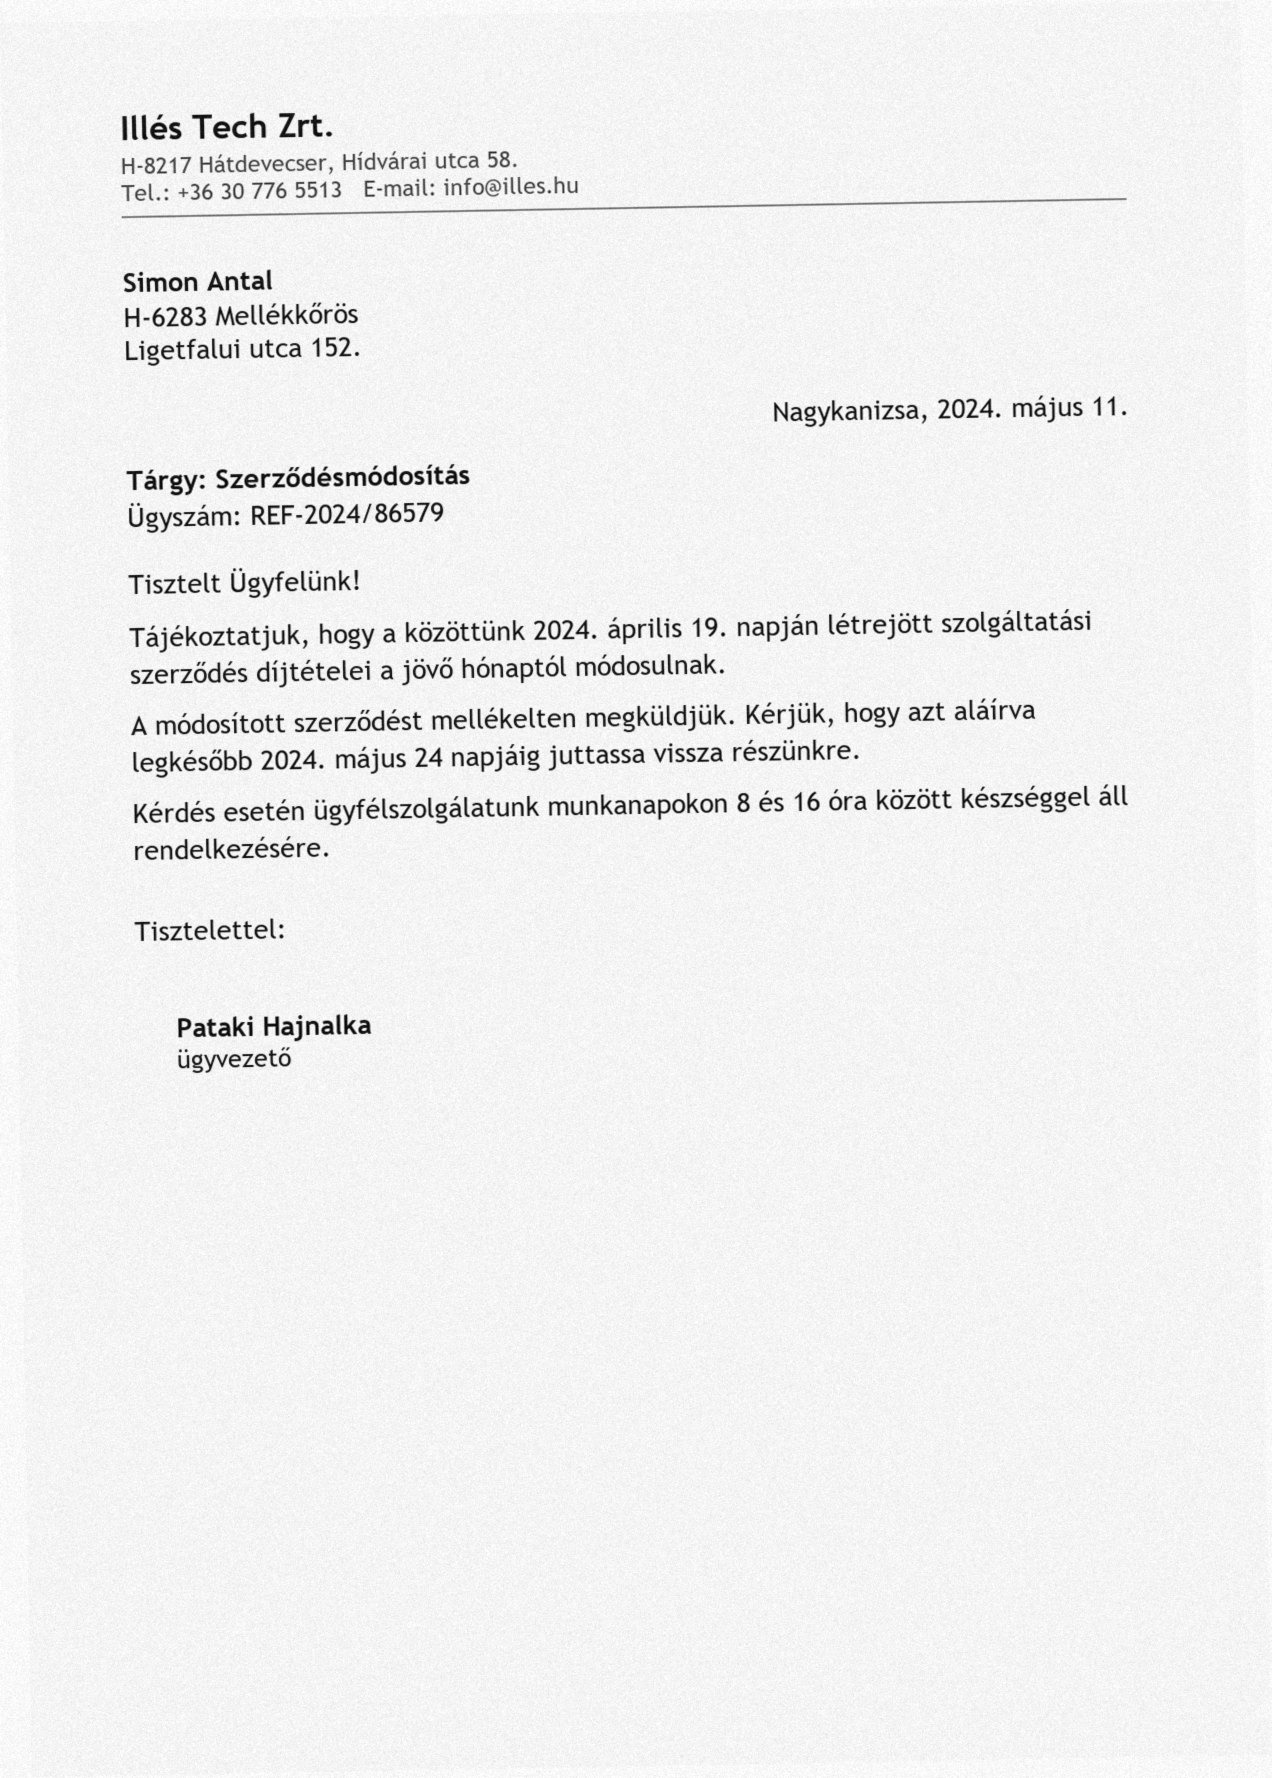 Illés Tech Zrt.
H-8217 Hátdevecser, Hídvárai utca 58.
Tel.: +36 30 776 5513 E-mail: info@illes.hu
Simon Antal
H-6283 Mellékkőrös
Ligetfalui utca 152.
Nagykanizsa, 2024. május 11.
Tárgy: Szerződésmódosítás
Ügyszám: REF-2024/86579
Tisztelt Ügyfelünk!
Tájékoztatjuk, hogy a közöttünk 2024. április 19. napján létrejött szolgáltatási
szerződés díjtételei a jövő hónaptól módosulnak.
A módosított szerződést mellékelten megküldjük. Kérjük, hogy azt aláírva
legkésőbb 2024. május 24 napjáig juttassa vissza részünkre.
Kérdés esetén ügyfélszolgálatunk munkanapokon 8 és 16 óra között készséggel áll
rendelkezésére.
Tisztelettel:
Pataki Hajnalka
ügyvezető